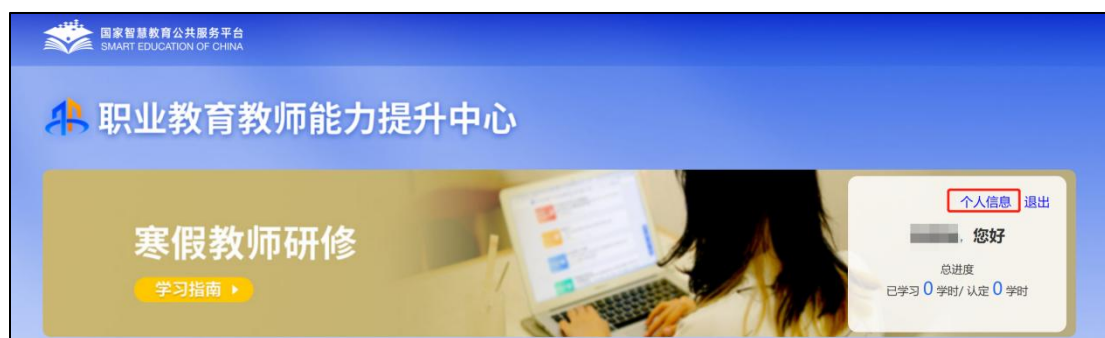 国家智慧教育公共服务平台
SMART EDUCATION OF CHINA
职业教育教师能力提升中心
寒假教师研修
学习指南
个人信息 退出
，您好
总进度
已学习 0 学时/ 认定 0 学时